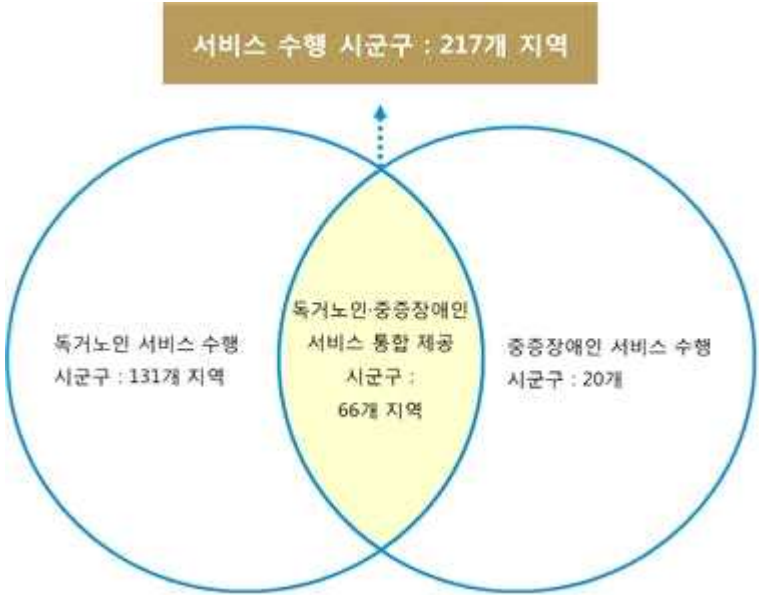 서비스 수행 시군구 : 217개 지역
독거노인·중증장애인
서비스 통합 제공
시군구 :
66개 지역
독거노인 서비스 수행
시군구 : 131개 지역
중증장애인 서비스 수행
시군구 : 20개